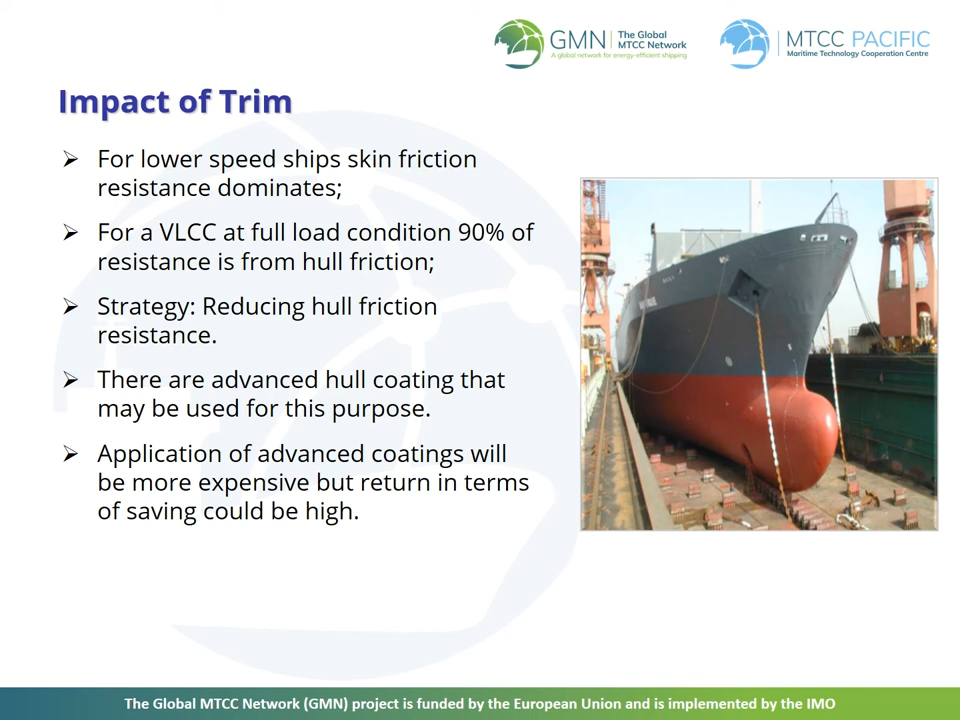 GMN
The Global
MTCC Network
A global network for energy-efficient shipping
MTCC PACIFIC
Maritime Technology Cooperation Centre
Impact of Trim
For lower speed ships skin friction
resistance dominates;
For a VLCC at full load condition 90% of
resistance is from hull friction;
Strategy: Reducing hull friction
resistance.
There are advanced hull coating that
may be used for this purpose.
Application of advanced coatings will
be more expensive but return in terms
of saving could be high.
The Global MTCC Network (GMN) project is funded by the European Union and is implemented by the IMO